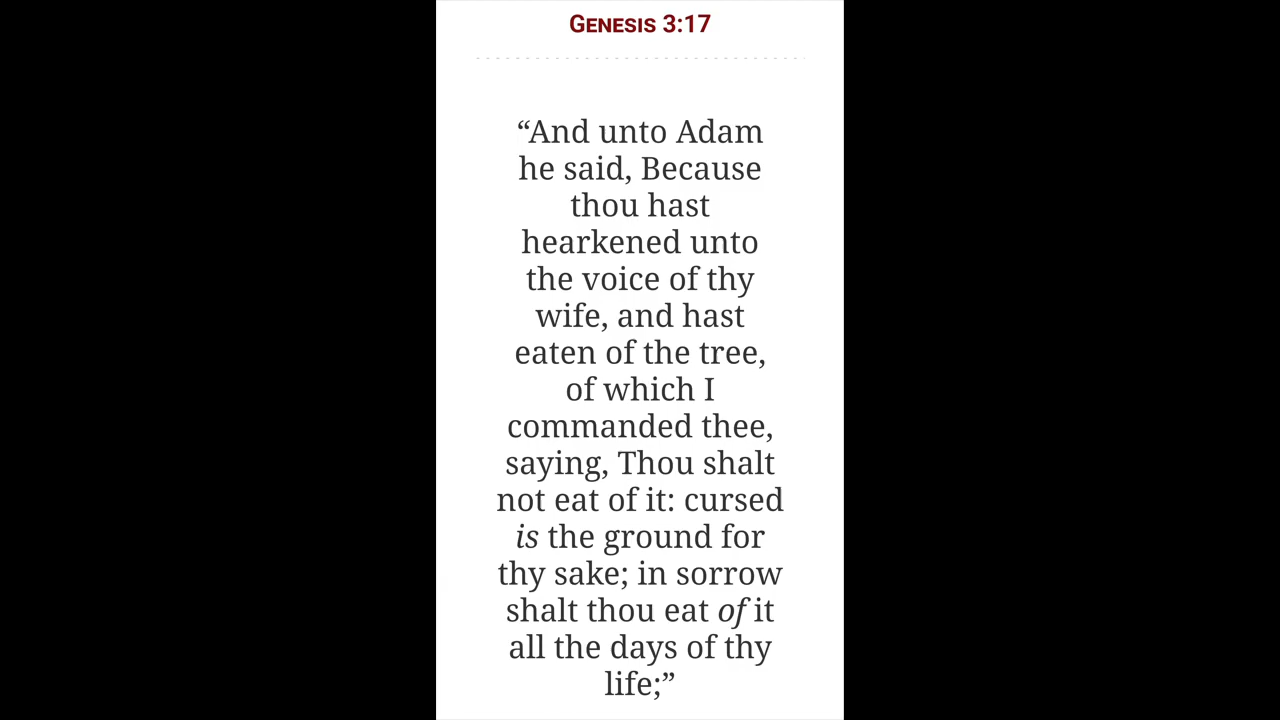 Genesis 3:17
“And unto Adam
he said, Because
thou hast
hearkened unto
the voice of thy
wife, and hast
eaten of the tree,
of which I
commanded thee,
saying, Thou shalt
not eat of it: cursed
is the ground for
thy sake; in sorrow
shalt thou eat of it
all the days of thy
life;”